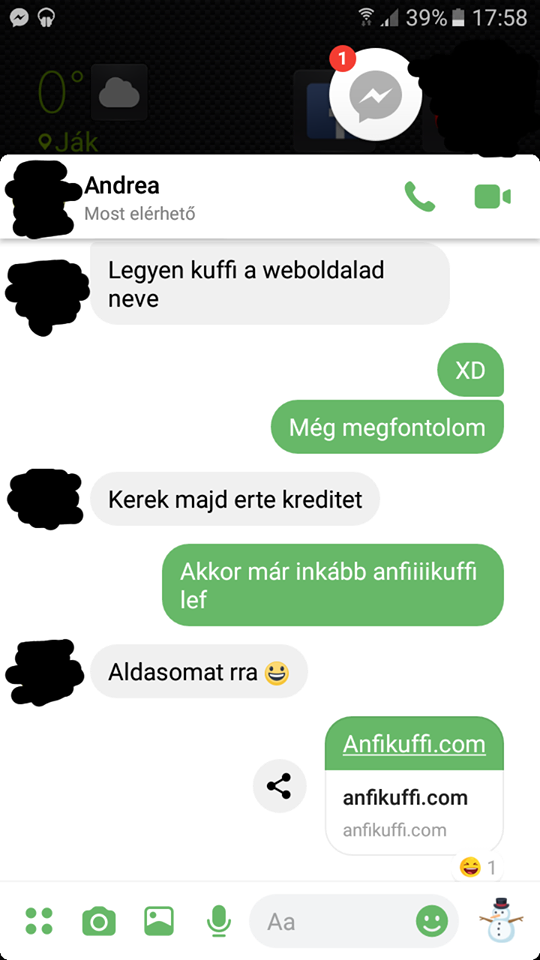 39% 17:58
0°
1
Ják
Andrea
Most elérhető
Legyen kuffi a weboldalad
neve
XD
Még megfontolom
Kerek majd erte kreditet
Akkor már inkább anfiiiikuffi
lef
Aldasomat rra 😀
Anfikuffi.com
anfikuffi.com
anfikuffi.com
😄 1
Aa